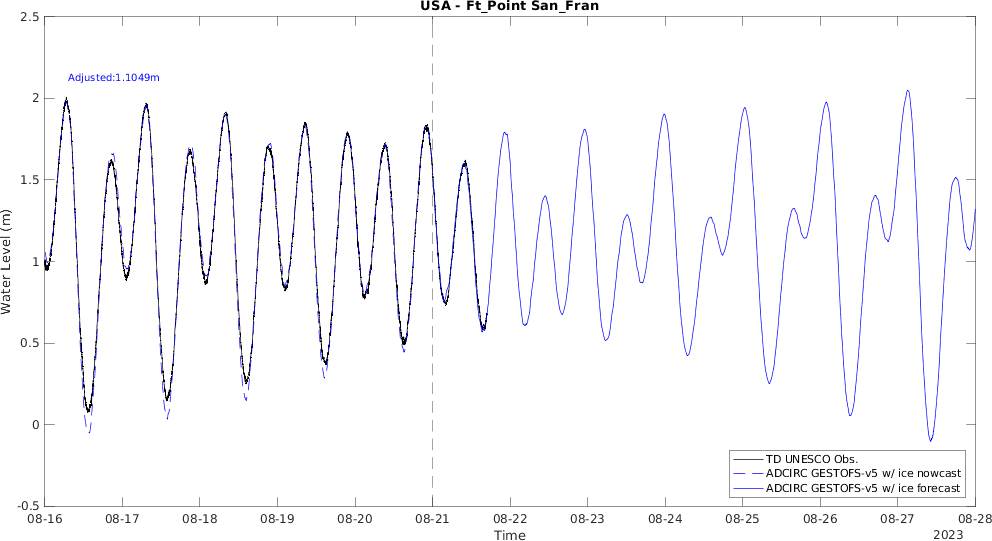 USA - Ft_Point San_Fran
2.5
Adjusted:1.1049m
2
1.5
1
0.5
0
-0.5
Water Level (m)
TD UNESCO Obs.
ADCIRC GESTOFS-v5 w/ ice nowcast
ADCIRC GESTOFS-v5 w/ ice forecast
08-16 08-17 08-18 08-19 08-20 08-21 08-22 08-23 08-24 08-25 08-26 08-27 08-28
Time
2023